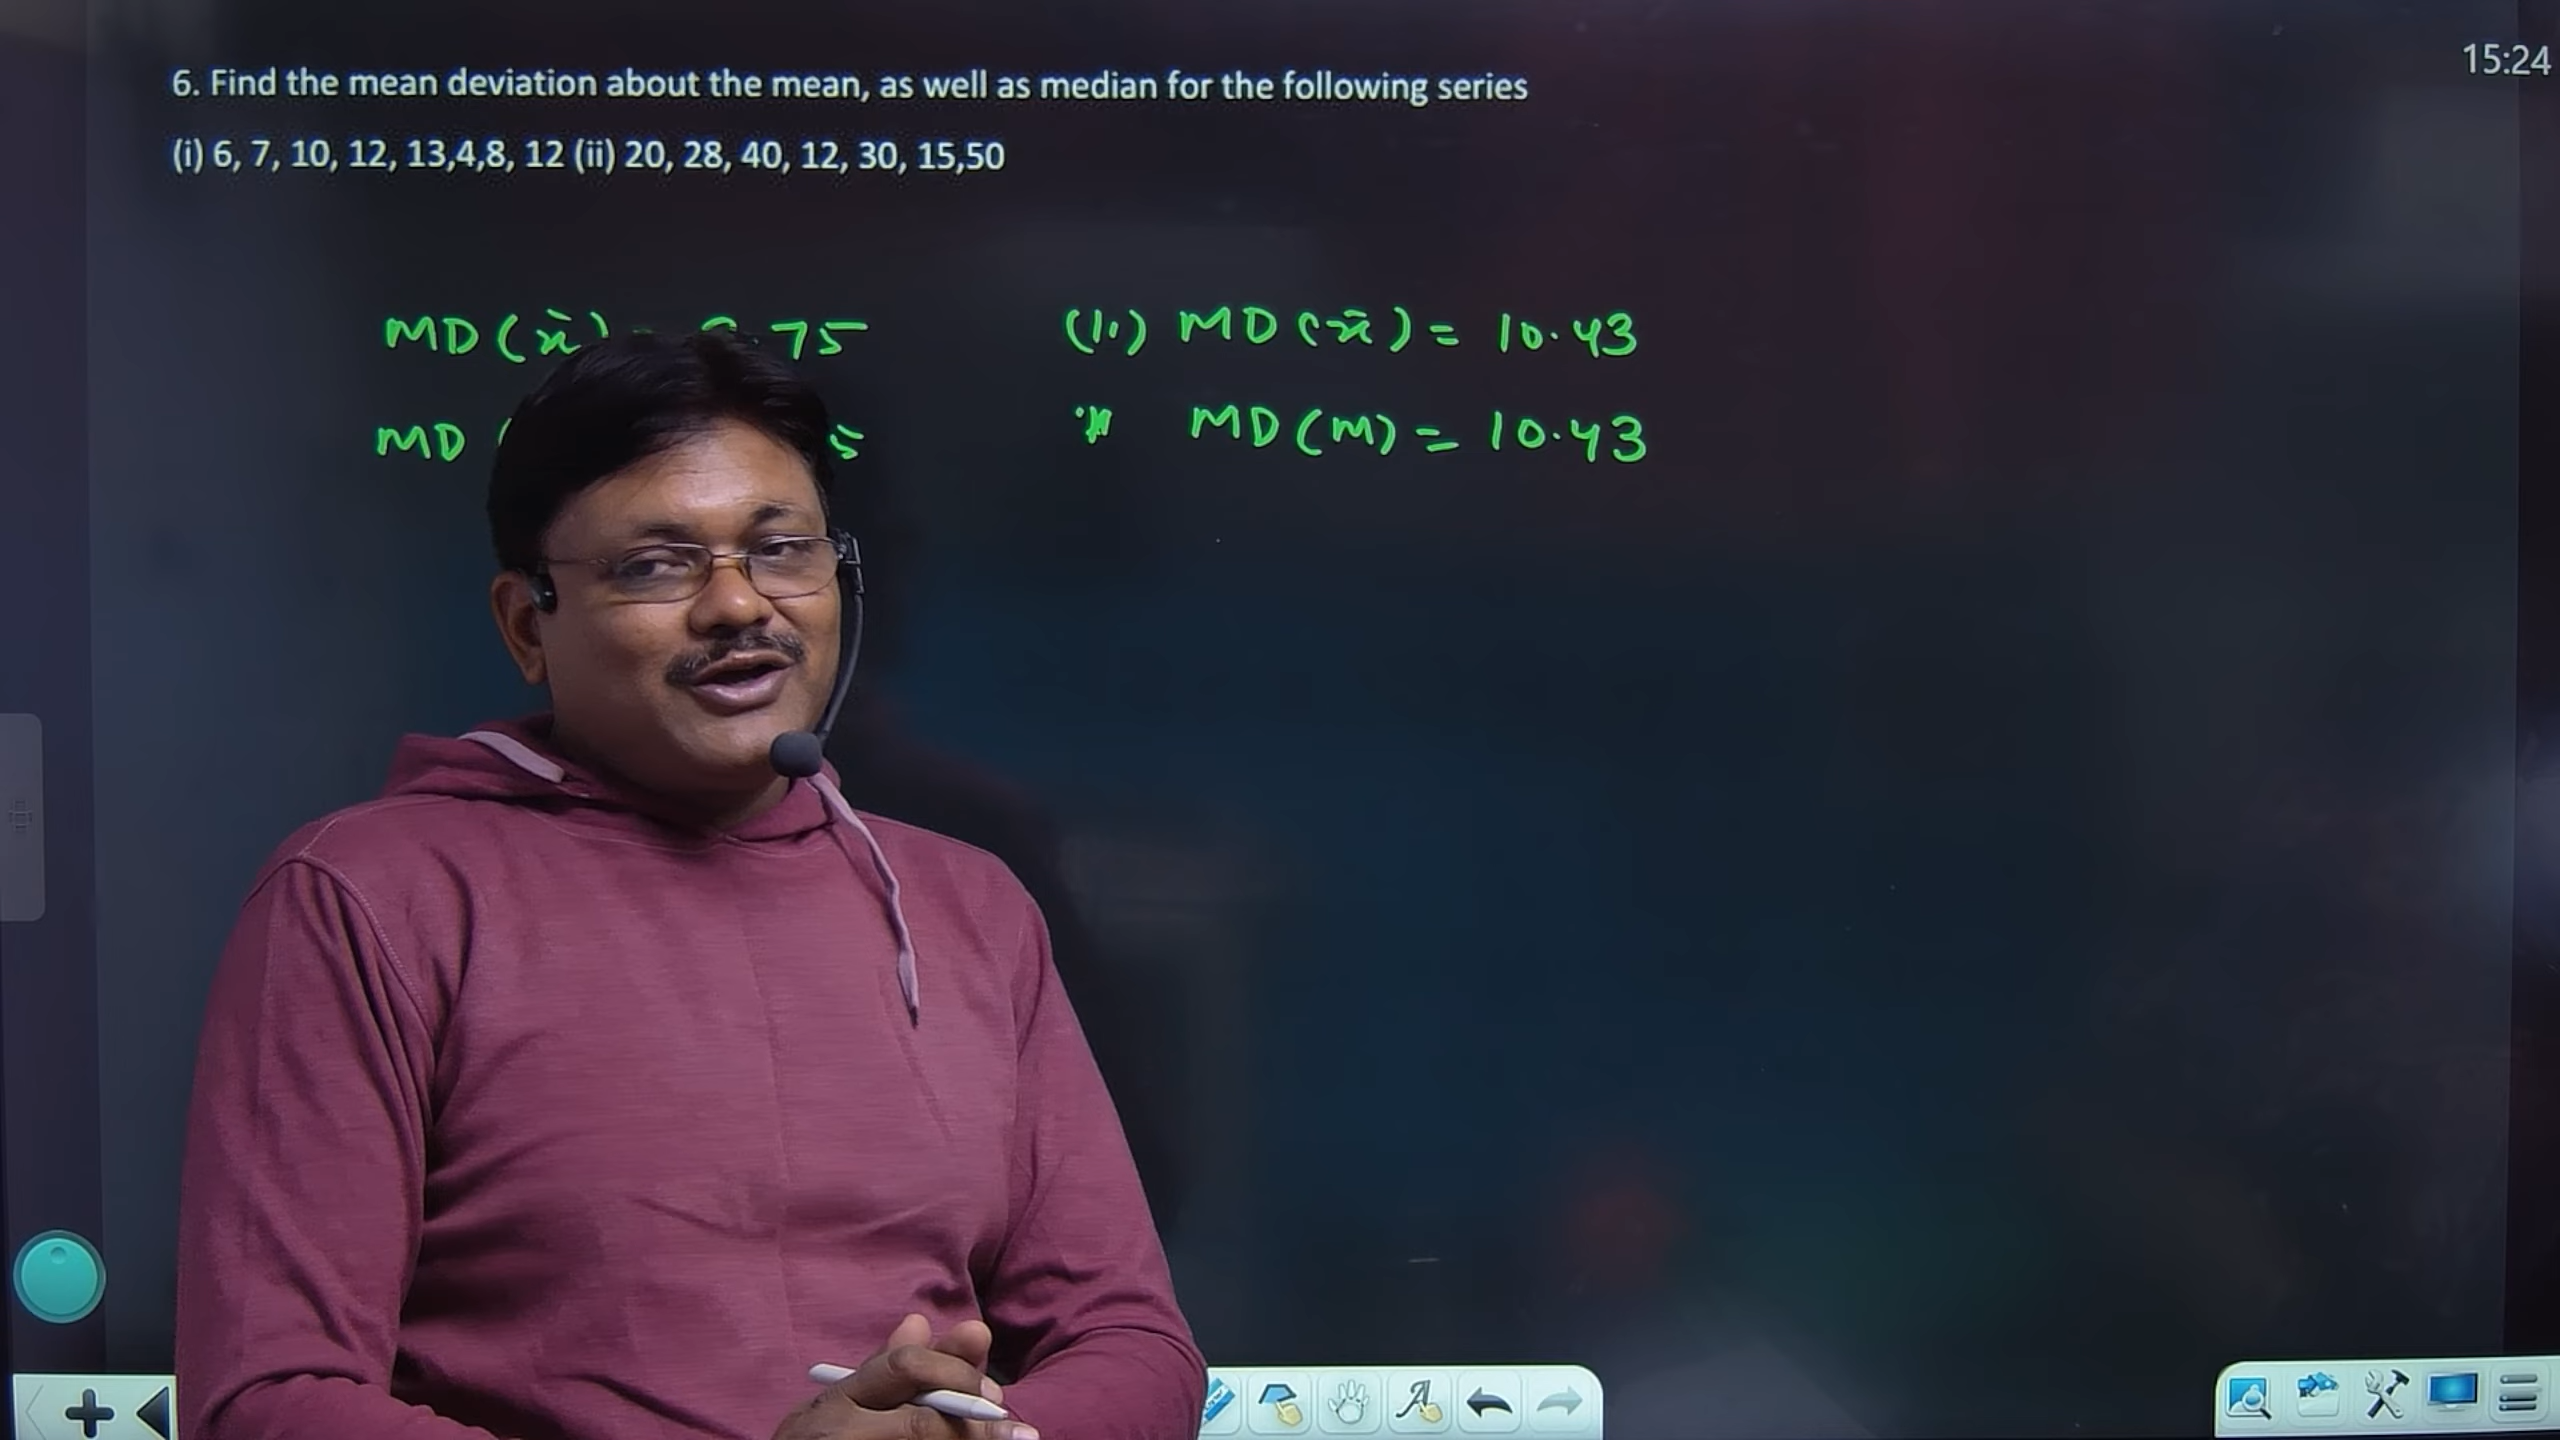 15:24
6. Find the mean deviation about the mean, as well as median for the following series
(i) 6, 7, 10, 12, 13,4,8, 12 (ii) 20, 28, 40, 12, 30, 15,50
MD (x̄) .75
(ii) MD (x̄) = 10.43
MD ( 5
MD (M) = 10.43